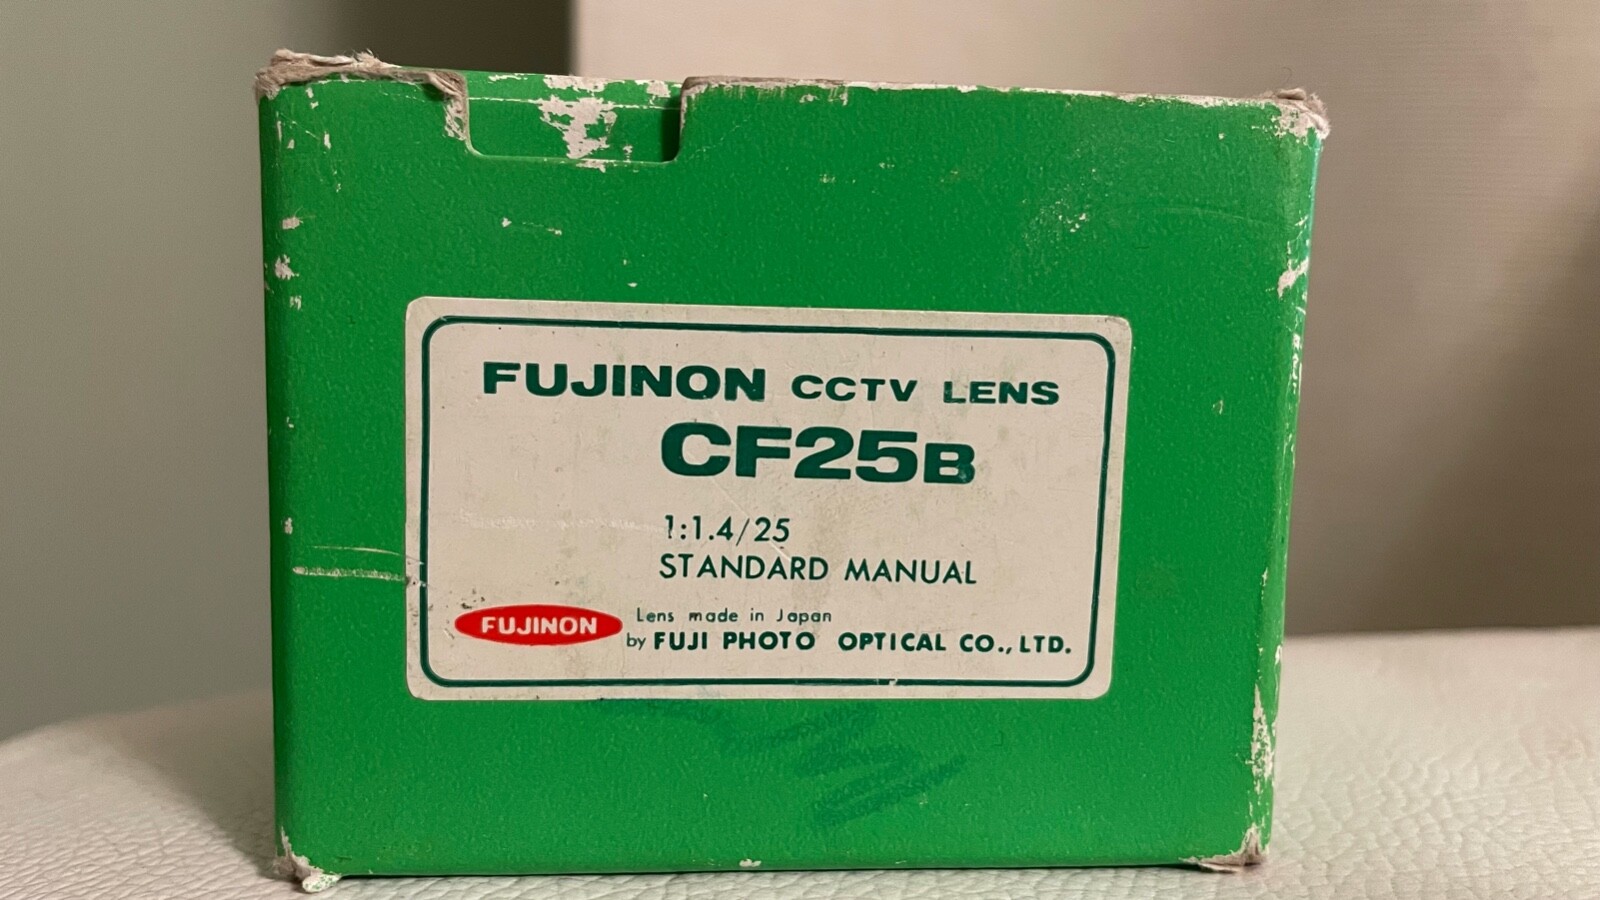 FUJINON CCTV LENS
CF25B
1:1.4/25
STANDARD MANUAL
FUJINON
Lens made in Japan
by FUJI PHOTO OPTICAL CO., LTD.